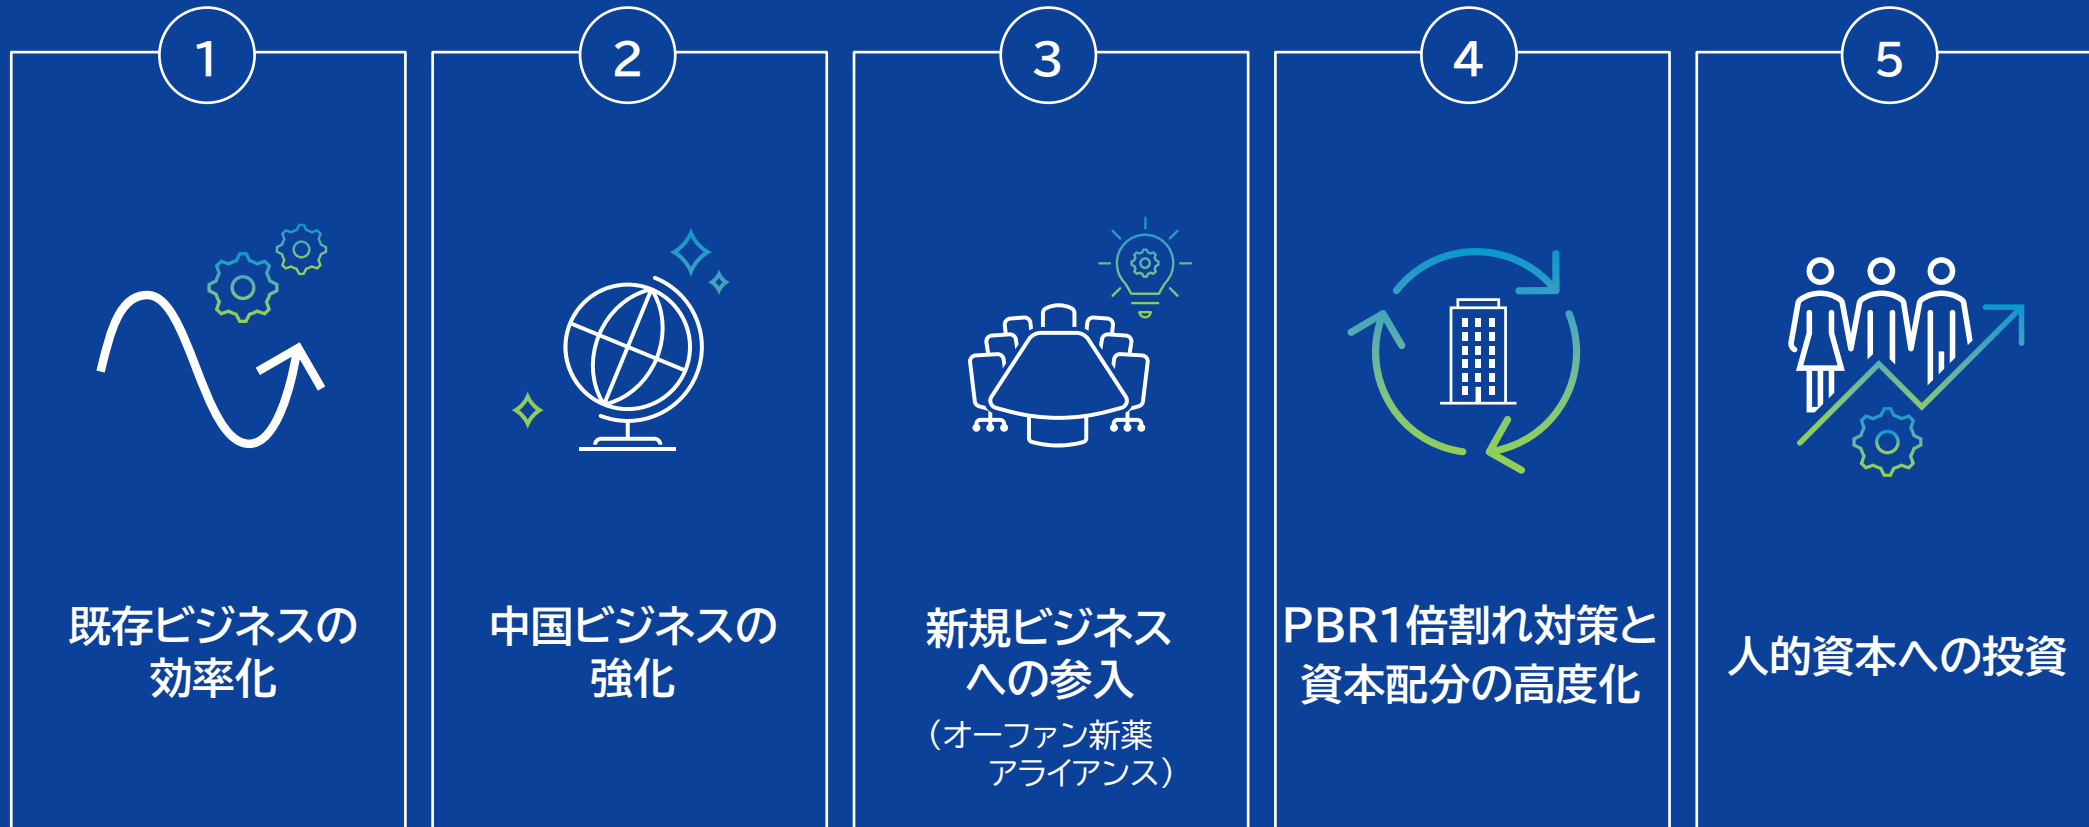 1
既存ビジネスの
効率化
2
中国ビジネスの
強化
3
新規ビジネス
への参入
(オーファン新薬
アライアンス)
4
PBR1倍割れ対策と
資本配分の高度化
5
人的資本への投資